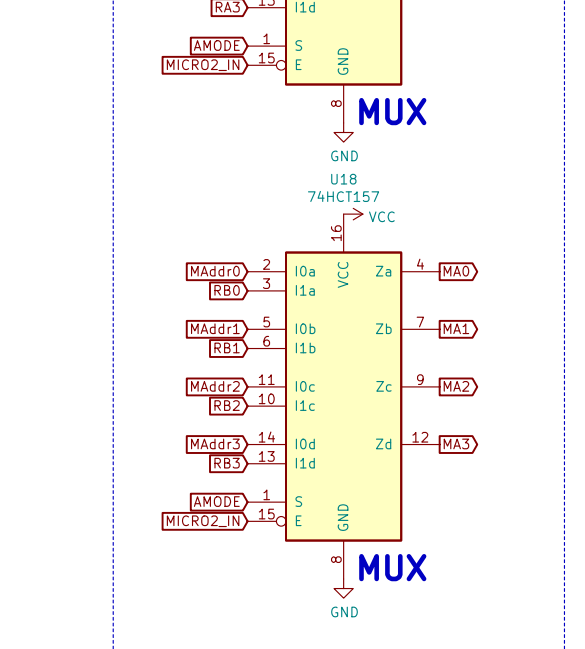 RA3 13 I1d
AMODE 1 S
MICRO2_IN 15 E
GND
8
MUX
GND
U18
74HCT157
VCC
16
VCC
MAddr0 2 I0a Za 4 MA0
RB0 3 I1a
MAddr1 5 I0b Zb 7 MA1
RB1 6 I1b
MAddr2 11 I0c Zc 9 MA2
RB2 10 I1c
MAddr3 14 I0d Zd 12 MA3
RB3 13 I1d
AMODE 1 S
MICRO2_IN 15 E
GND
8
MUX
GND